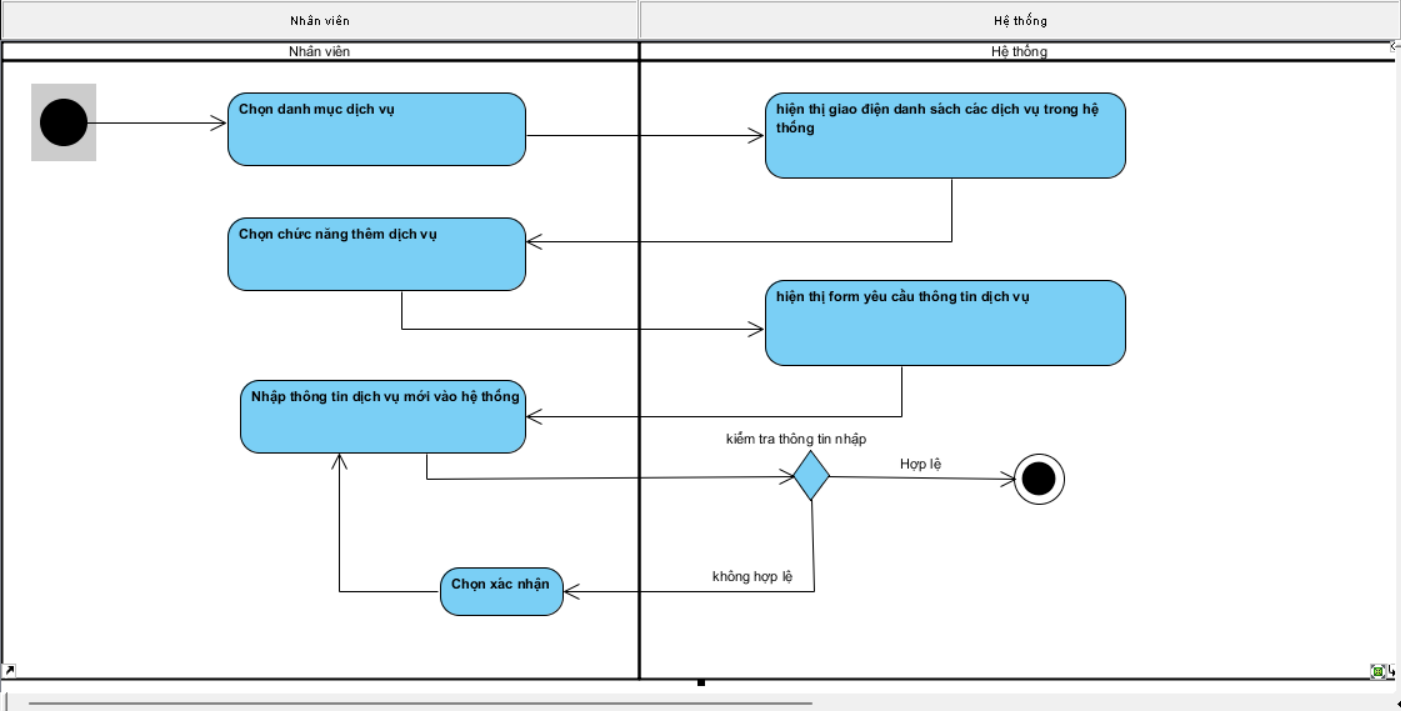 Nhân viên
Hệ thống
Nhân viên
Hệ thống
Chọn danh mục dịch vụ
hiện thị giao điện danh sách các dịch vụ trong hệ
thống
Chọn chức năng thêm dịch vụ
hiện thị form yêu cầu thông tin dịch vụ
Nhập thông tin dịch vụ mới vào hệ thống
kiểm tra thông tin nhập
Hợp lệ
không hợp lệ
Chọn xác nhận